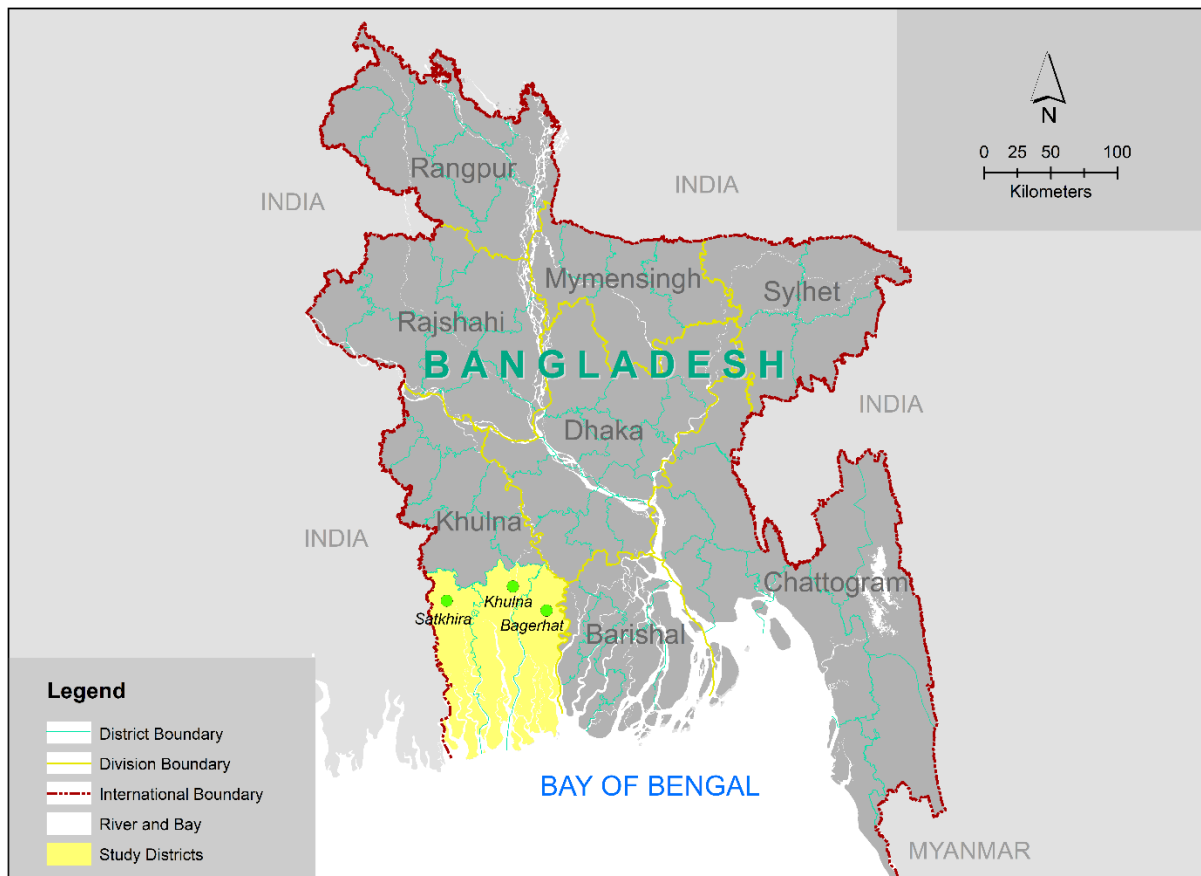 N
0 25 50 100
Kilometers
INDIA
INDIA
Rangpur
Mymensingh
Sylhet
Rajshahi
BANGLADESH
INDIA
Dhaka
Khulna
INDIA
Chattogram
Khulna
Satkhira
Bagerhat
Barishal
Legend
District Boundary
Division Boundary
International Boundary
River and Bay
Study Districts
BAY OF BENGAL
MYANMAR